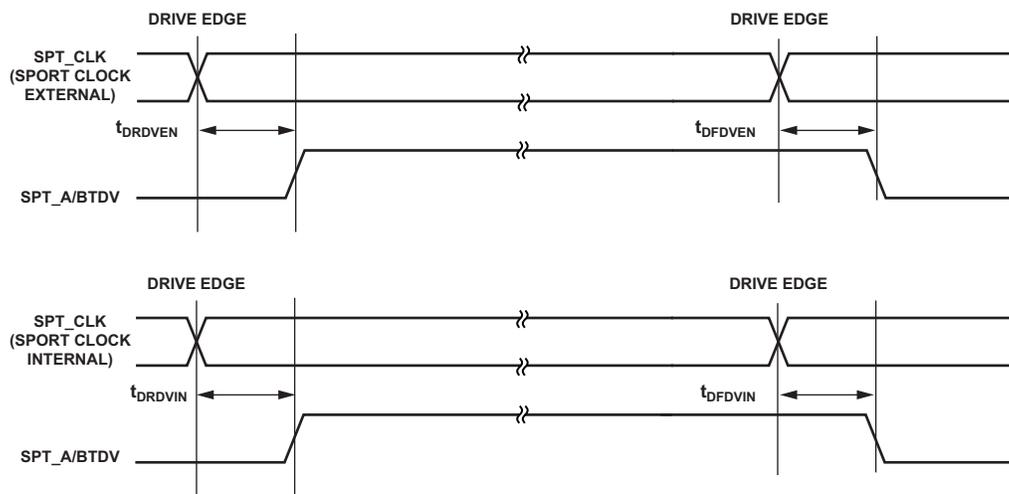 DRIVE EDGE
DRIVE EDGE
SPT_CLK
(SPORT CLOCK
EXTERNAL)
tDRDVEN
tDFDVEN
SPT_A/BTDV
DRIVE EDGE
DRIVE EDGE
SPT_CLK
(SPORT CLOCK
INTERNAL)
tDRDVIN
tDFDVIN
SPT_A/BTDV